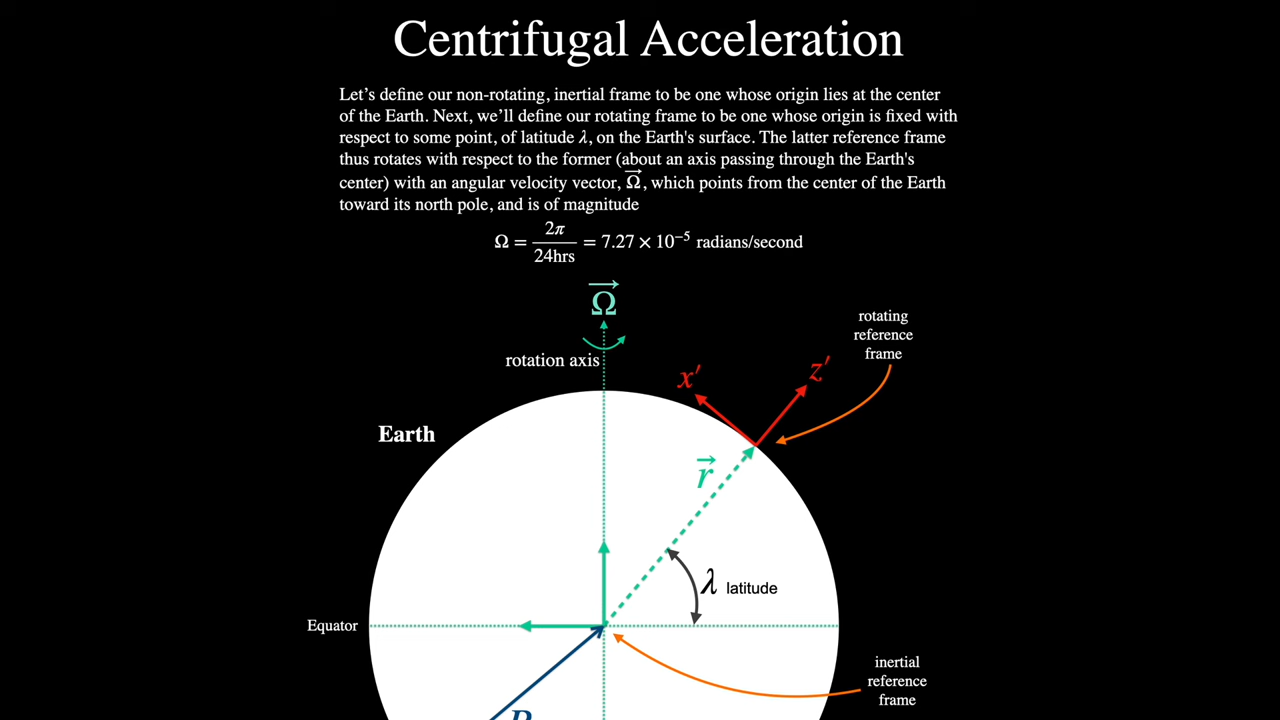 Centrifugal Acceleration
Let’s define our non-rotating, inertial frame to be one whose origin lies at the center
of the Earth. Next, we’ll define our rotating frame to be one whose origin is fixed with
respect to some point, of latitude λ, on the Earth's surface. The latter reference frame
thus rotates with respect to the former (about an axis passing through the Earth's
center) with an angular velocity vector, Ω⃗, which points from the center of the Earth
toward its north pole, and is of magnitude
Ω = 2π/24hrs = 7.27 × 10⁻⁵ radians/second
Ω⃗
rotation axis
rotating
reference
frame
x′
z′
Earth
r⃗
λ latitude
Equator
inertial
reference
frame